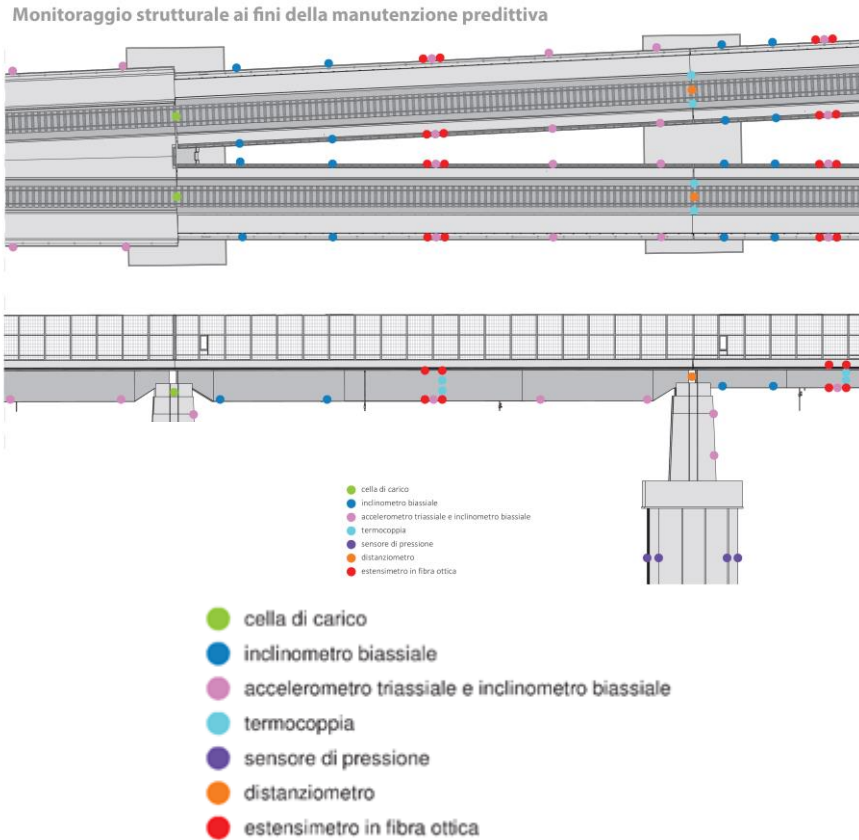 Monitoraggio strutturale ai fini della manutenzione predittiva
cella di carico
inclinometro biassiale
accelerometro triassiale e inclinometro biassiale
termocoppia
sensore di pressione
distanziometro
estensimetro in fibra ottica
cella di carico
inclinometro biassiale
accelerometro triassiale e inclinometro biassiale
termocoppia
sensore di pressione
distanziometro
estensimetro in fibra ottica